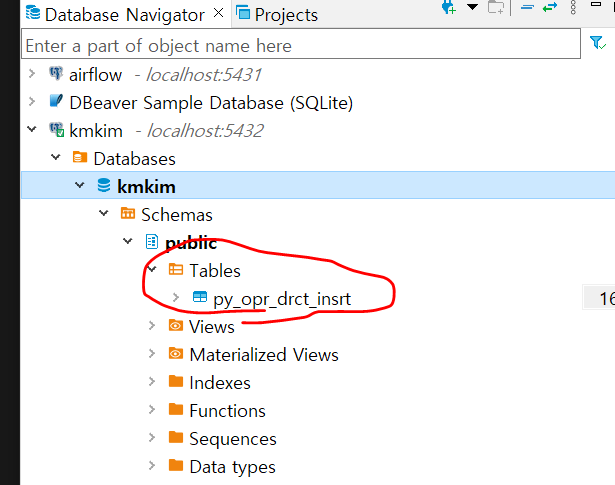 Database Navigator Projects
Enter a part of object name here
airflow - localhost:5431
DBeaver Sample Database (SQLite)
kmkim - localhost:5432
Databases
kmkim
Schemas
public
Tables
py_opr_drct_insrt 16
Views
Materialized Views
Indexes
Functions
Sequences
Data types